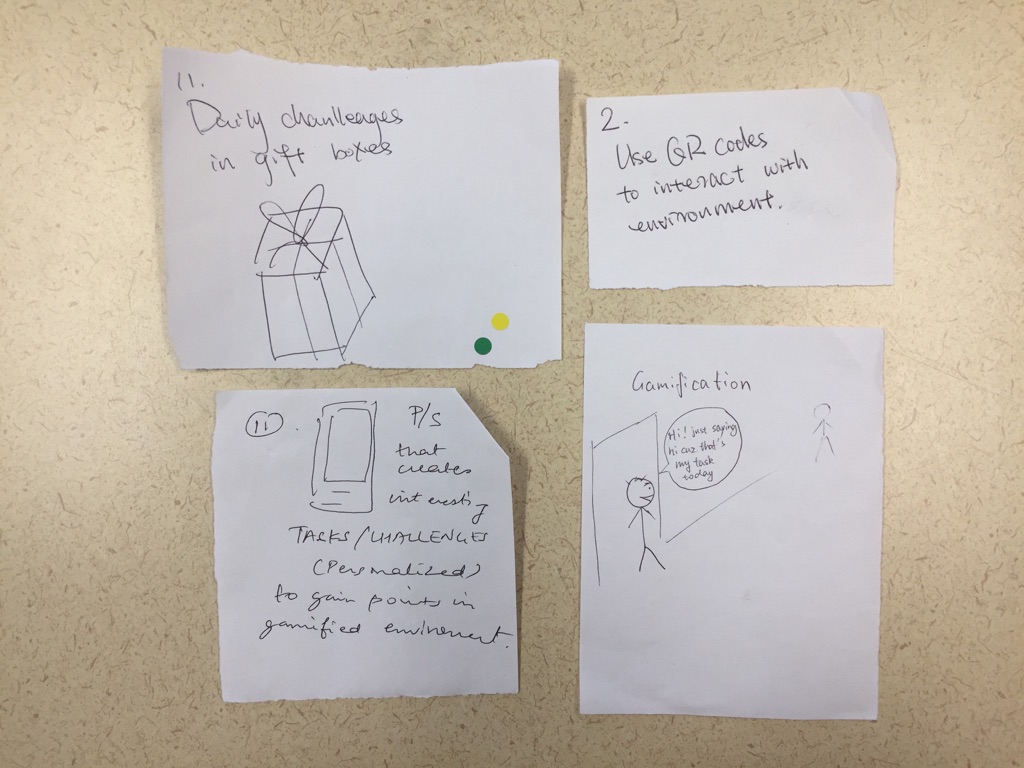 11.
Daily chanlleages
in gift boxes
2.
Use QR codes
to interact with
environment.
11.
P/S
that
creates
interesting
TASKS/CHALLENGES
(Personalized)
to gain points in
gamified enviroment.
Gamification
Hi! just saying
hi cuz that's
my task
today